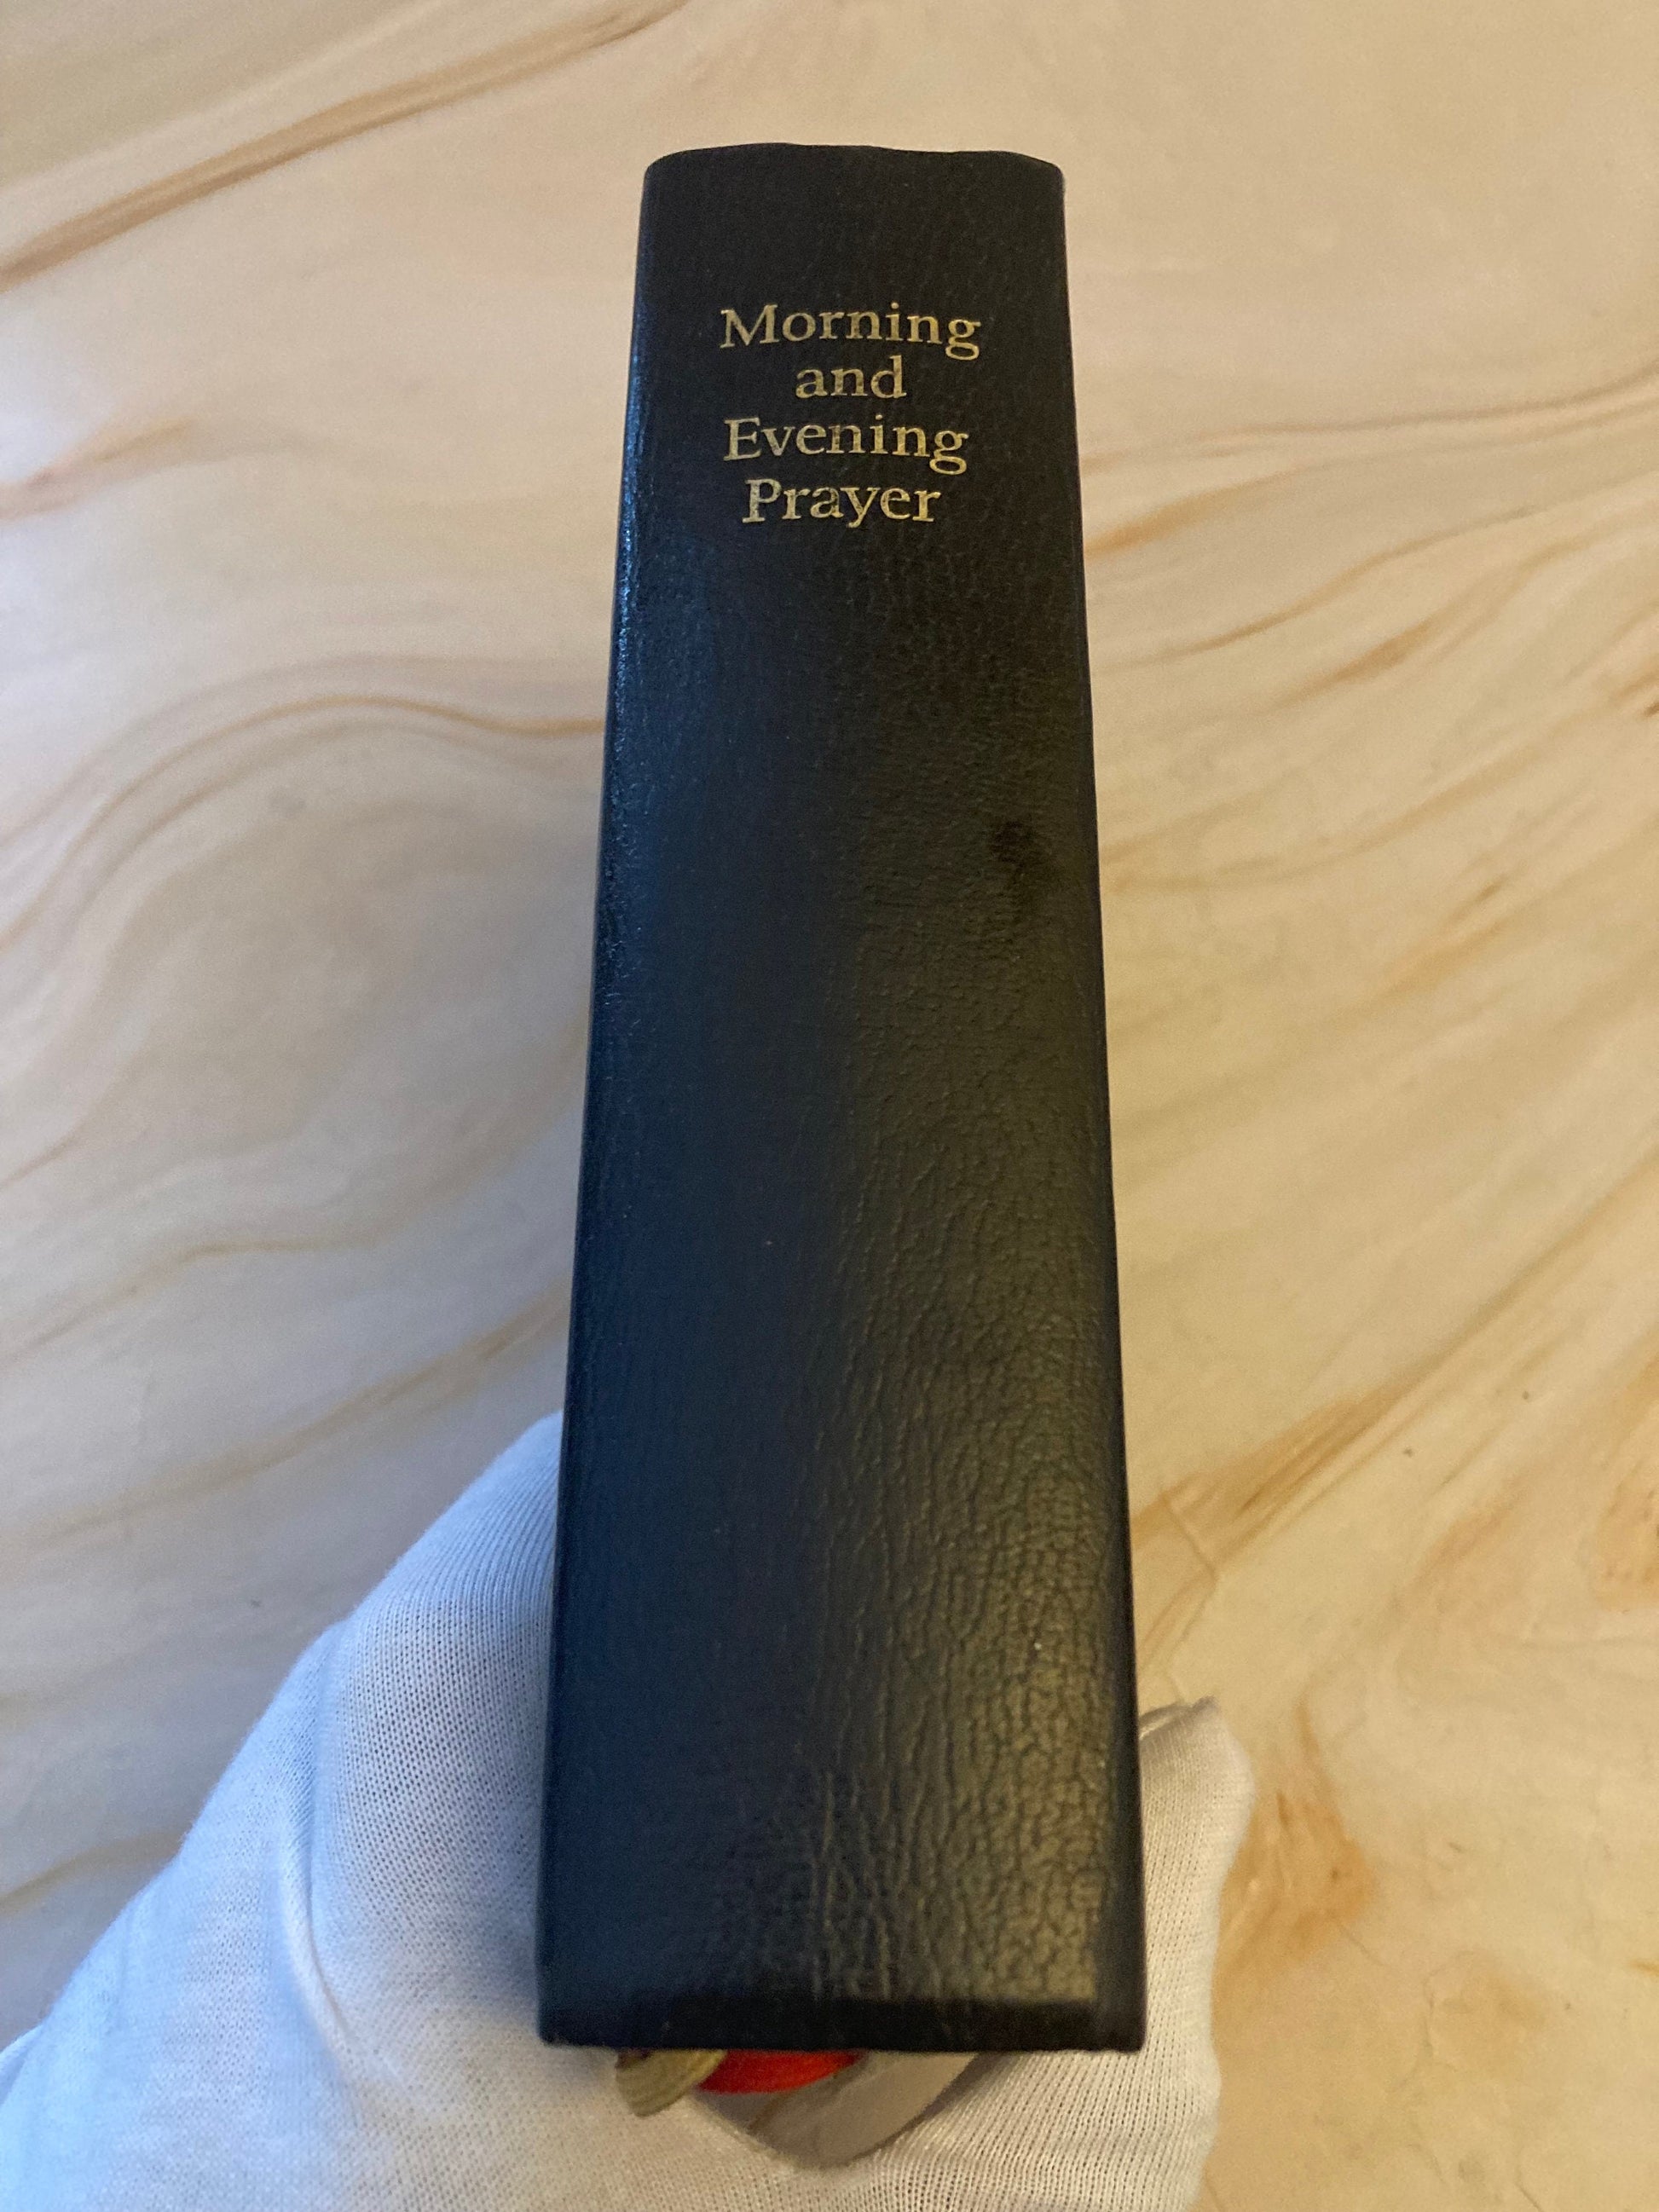 Morning
and
Evening
Prayer